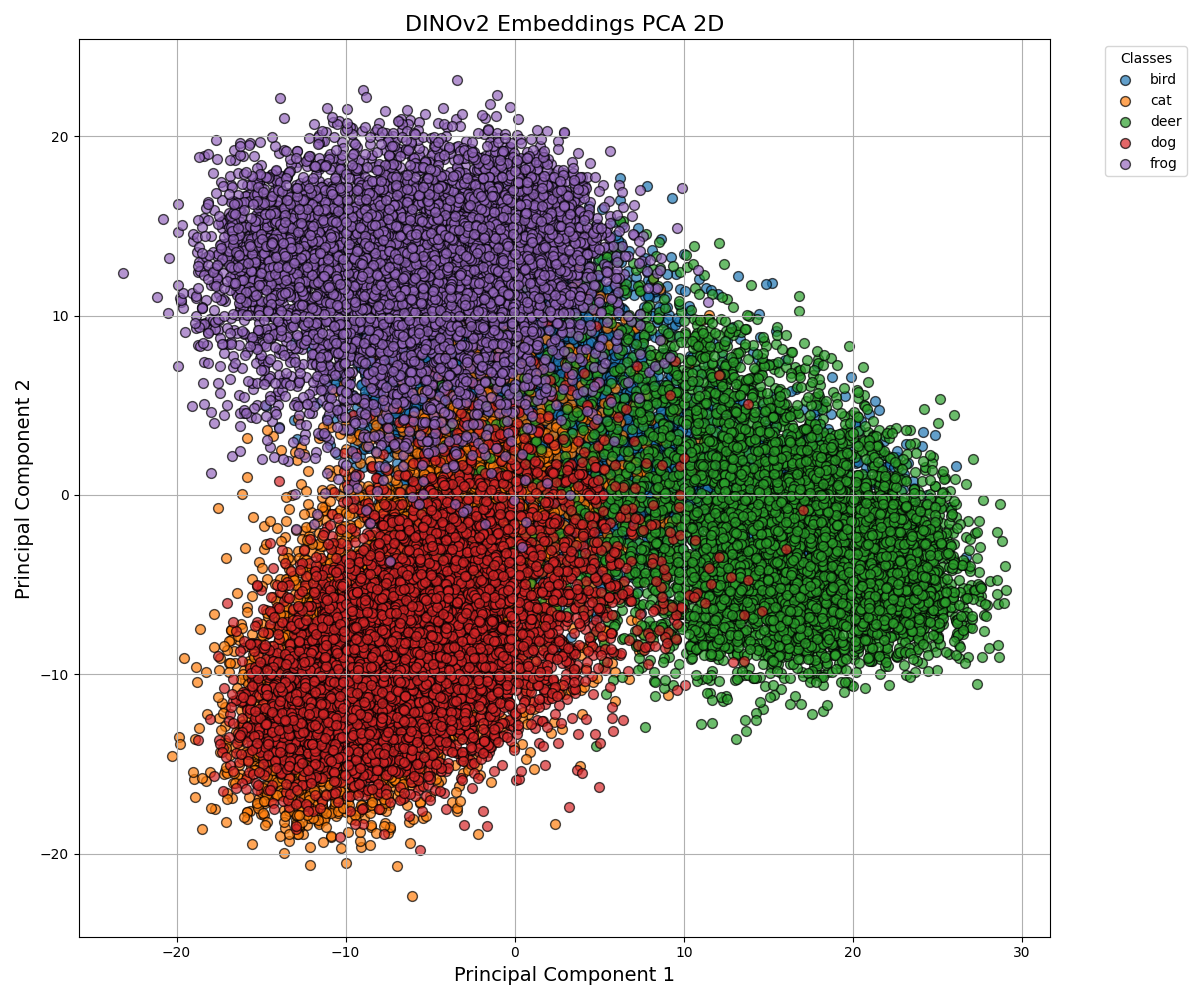 DINOv2 Embeddings PCA 2D
Classes
bird
cat
deer
dog
frog
Principal Component 2
20
10
0
−10
−20
−20 −10 0 10 20 30
Principal Component 1